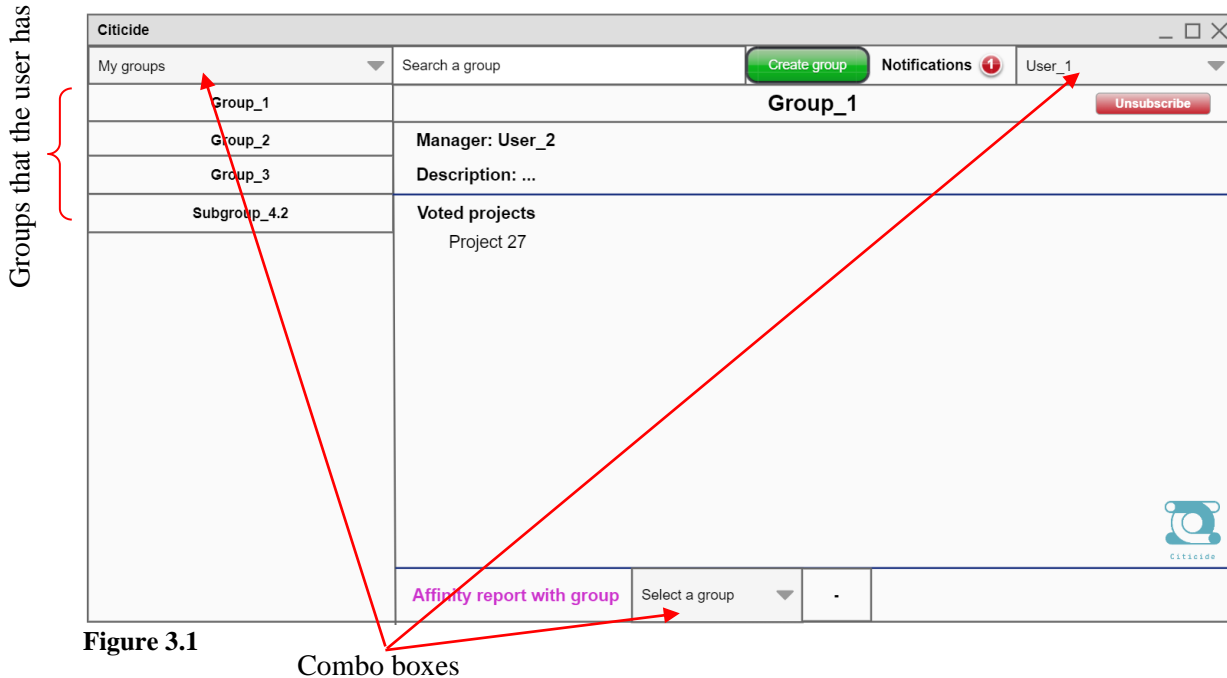 Groups that the user has
Citicide
My groups
Search a group
Create group
Notifications 1
User_1
Group_1
Group_2
Group_3
Subgroup_4.2
Group_1
Unsubscribe
Manager: User_2
Description: ...
Voted projects
Project 27
Citicide
Affinity report with group
Select a group
-
Figure 3.1
Combo boxes